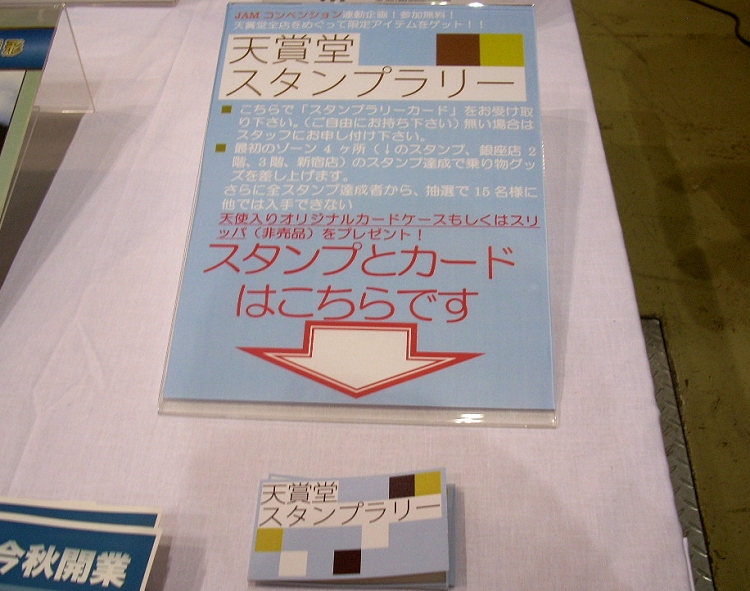 JAM コンベンション連動企画！参加無料！
天賞堂全店をめぐって限定アイテムをゲット！！
天賞堂
スタンプラリー
■ こちらで「スタンプラリーカード」をお受け取
り下さい。（ご自由にお持ち下さい）無い場合は
スタッフにお申し付け下さい。
■ 最初のゾーン 4 ヶ所（↓のスタンプ、銀座店 2
階、3 階、新宿店）のスタンプ達成で乗り物グッ
ズを差し上げます。
さらに全スタンプ達成者から、抽選で 15 名様に
他では入手できない
天使入りオリジナルカードケースもしくはスリ
ッパ（非売品）をプレゼント！
スタンプとカード
はこちらです
天賞堂
スタンプラリー
今秋開業